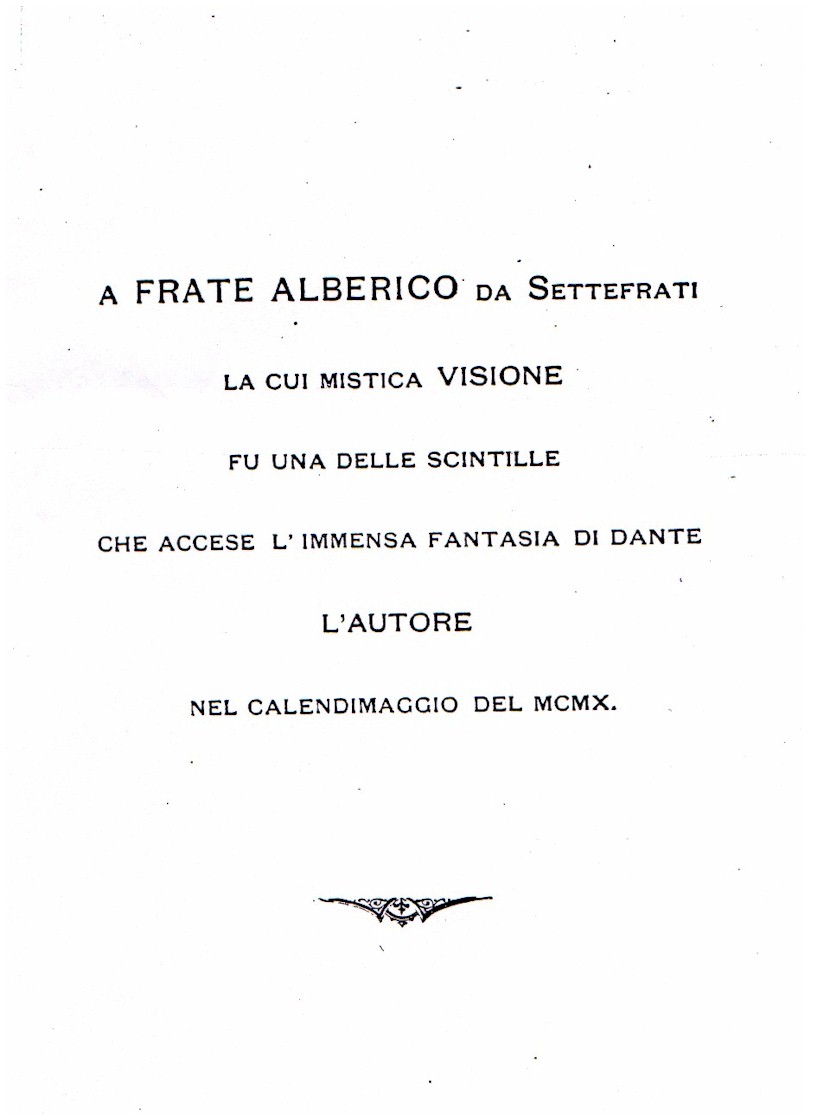 A FRATE ALBERICO DA SETTEFRATI
LA CUI MISTICA VISIONE
FU UNA DELLE SCINTILLE
CHE ACCESE L' IMMENSA FANTASIA DI DANTE
L'AUTORE
NEL CALENDIMAGGIO DEL MCMX.